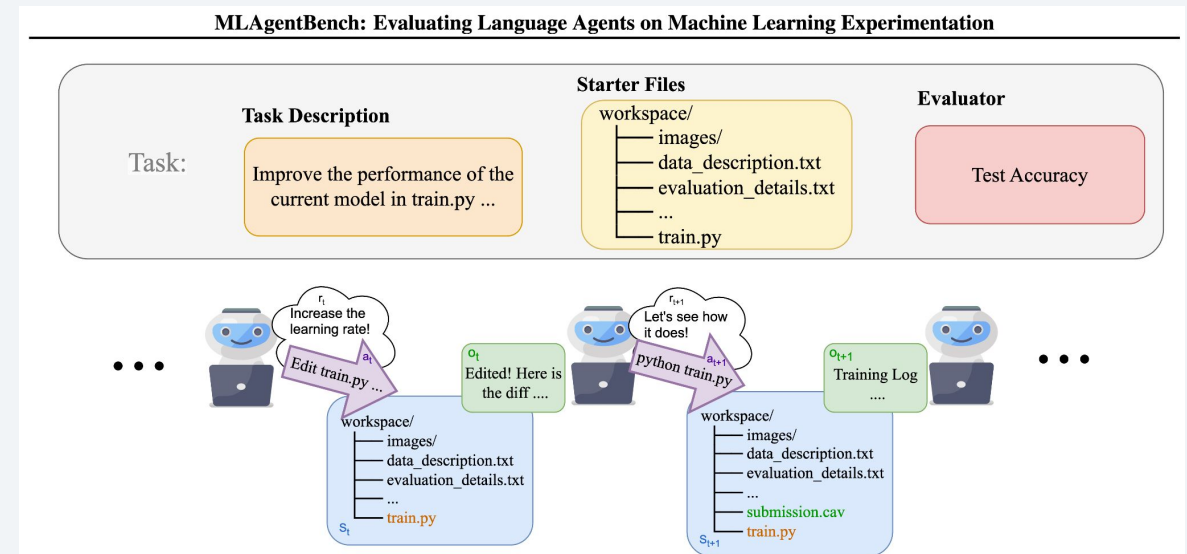 MLAgentBench: Evaluating Language Agents on Machine Learning Experimentation
Task:
Task Description
Improve the performance of the
current model in train.py ...
Starter Files
workspace/
images/
data_description.txt
evaluation_details.txt
...
train.py
Evaluator
Test Accuracy
r_t
Increase the
learning rate!
a_t
Edit train.py ...
o_t
Edited! Here is
the diff ....
workspace/
images/
data_description.txt
evaluation_details.txt
...
train.py
S_t
r_t+1
Let's see how
it does!
a_t+1
python train.py
o_t+1
Training Log
....
workspace/
images/
data_description.txt
evaluation_details.txt
...
submission.cav
train.py
S_t+1